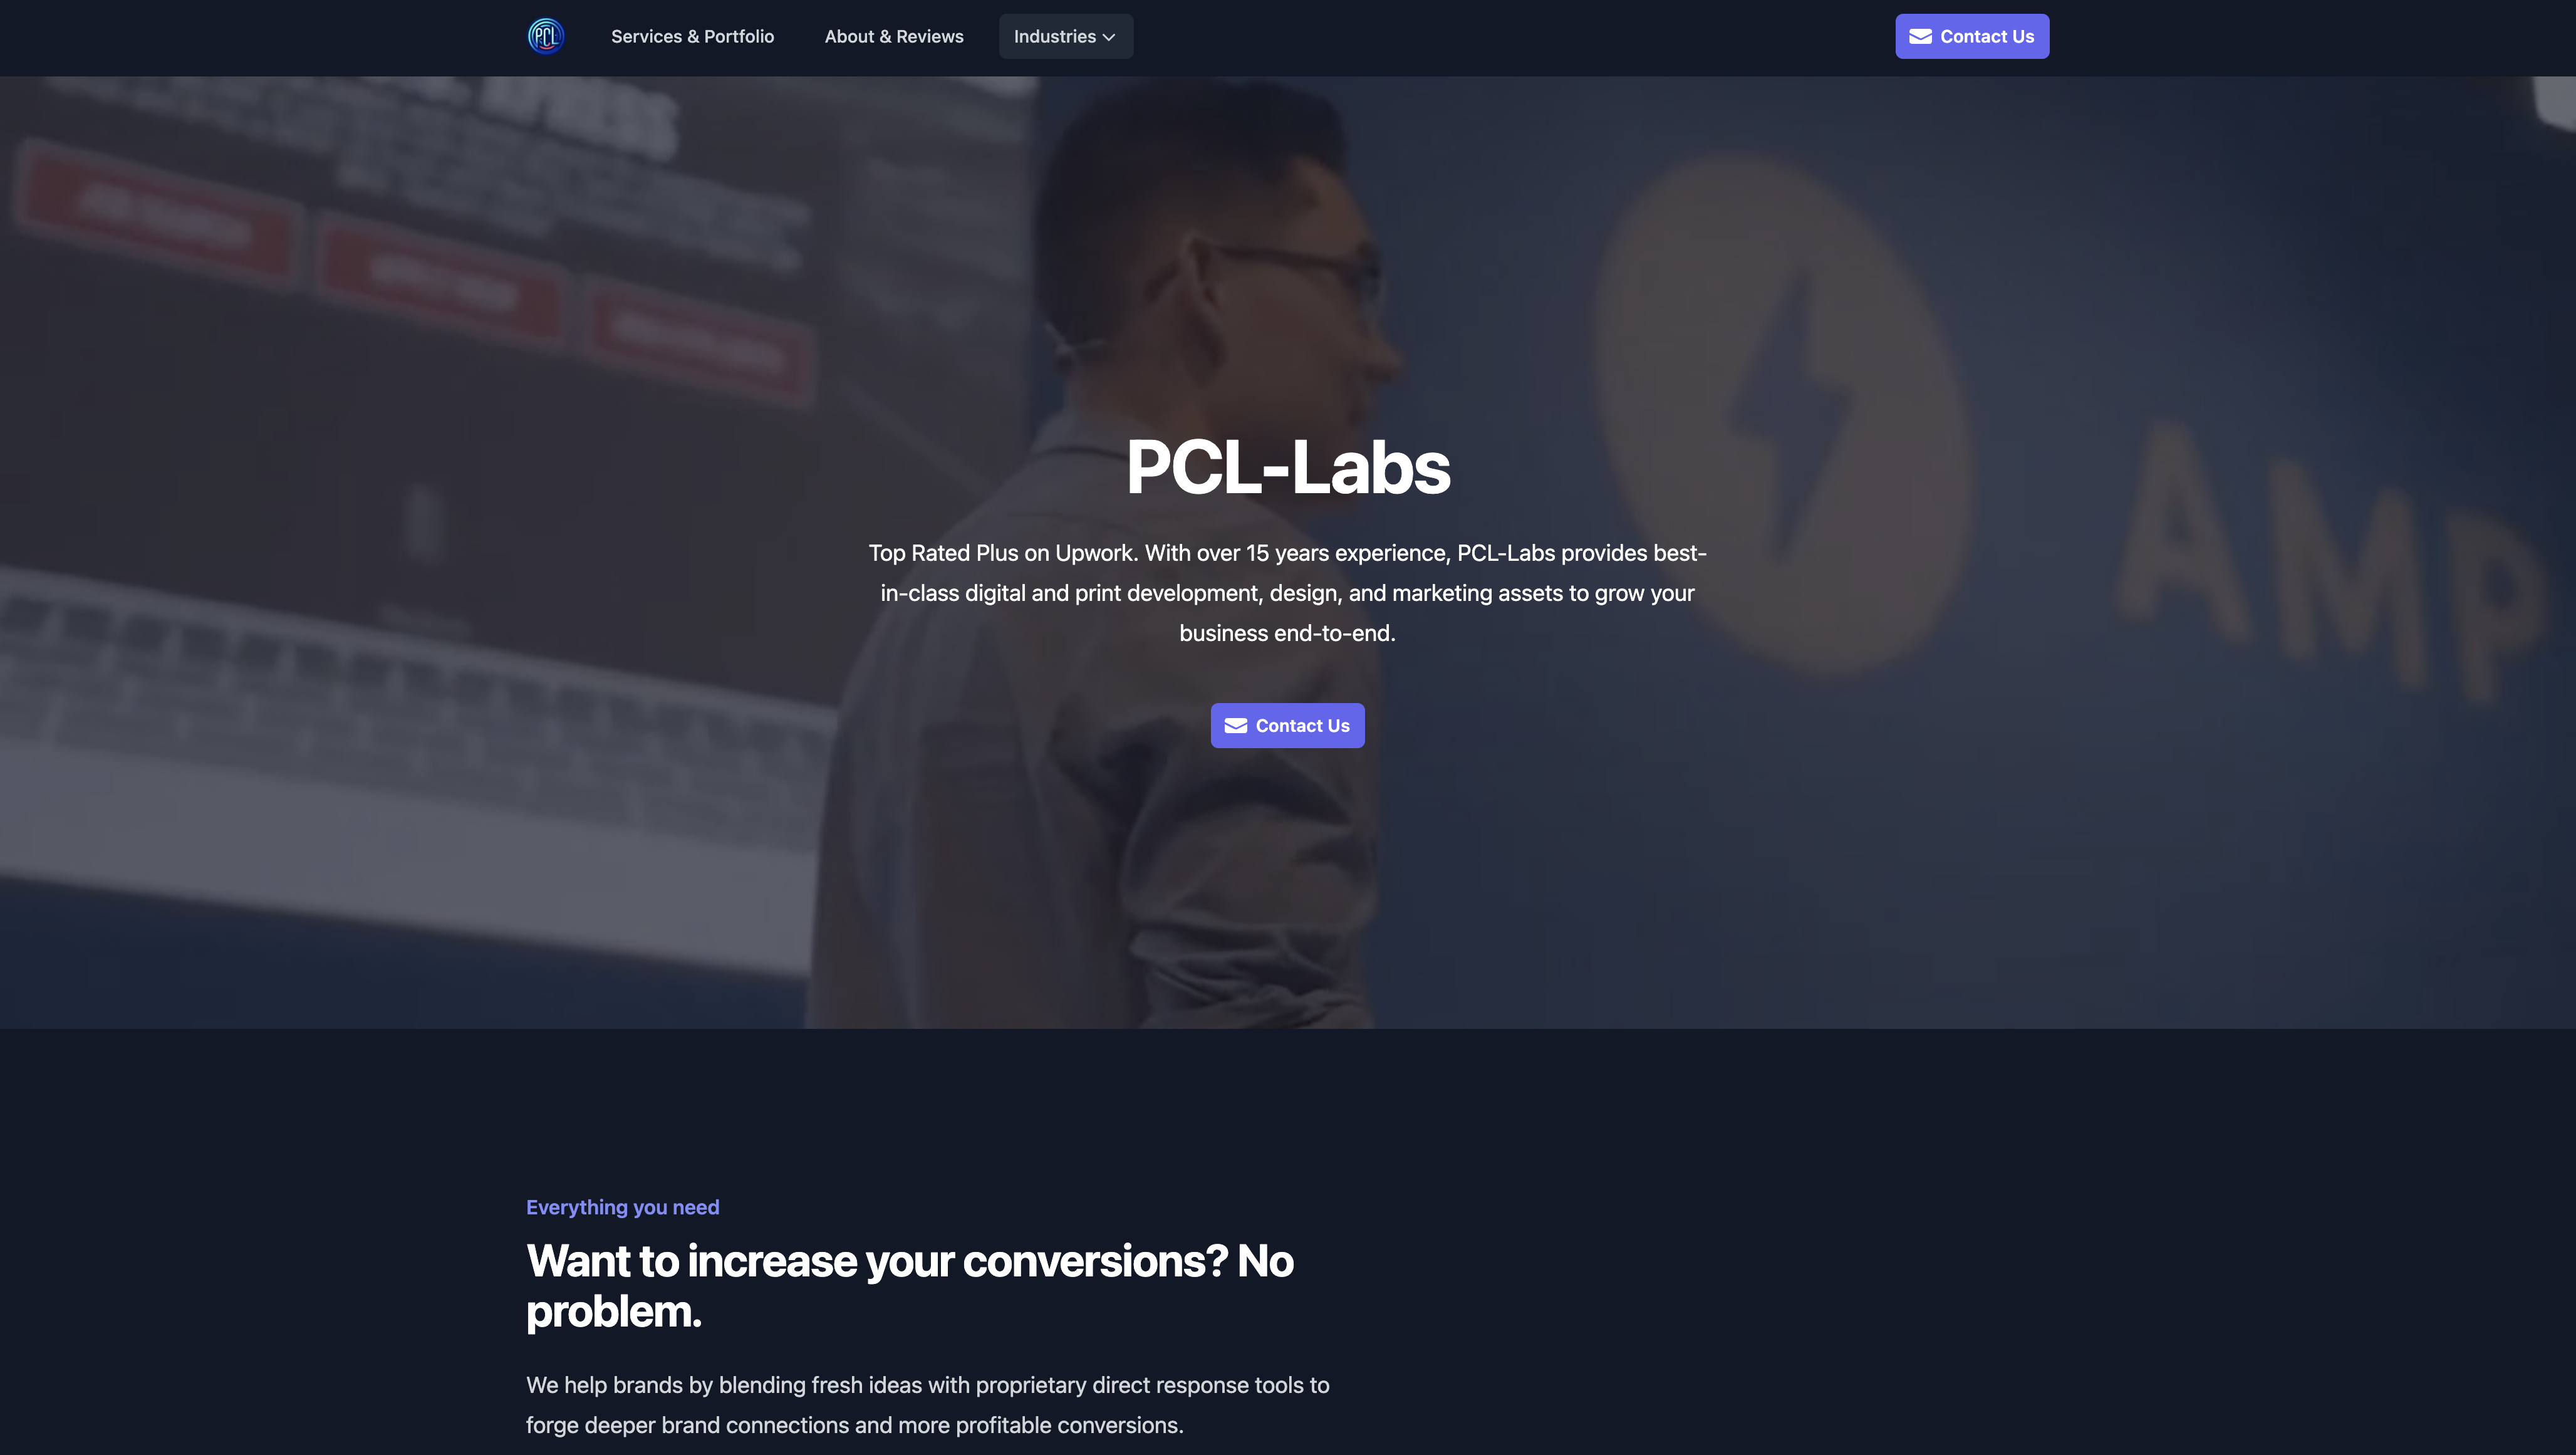 PCL
Services & Portfolio
About & Reviews
Industries
Contact Us
AMP
PCL-Labs
Top Rated Plus on Upwork. With over 15 years experience, PCL-Labs provides best-
in-class digital and print development, design, and marketing assets to grow your
business end-to-end.
Contact Us
Everything you need
Want to increase your conversions? No
problem.
We help brands by blending fresh ideas with proprietary direct response tools to
forge deeper brand connections and more profitable conversions.